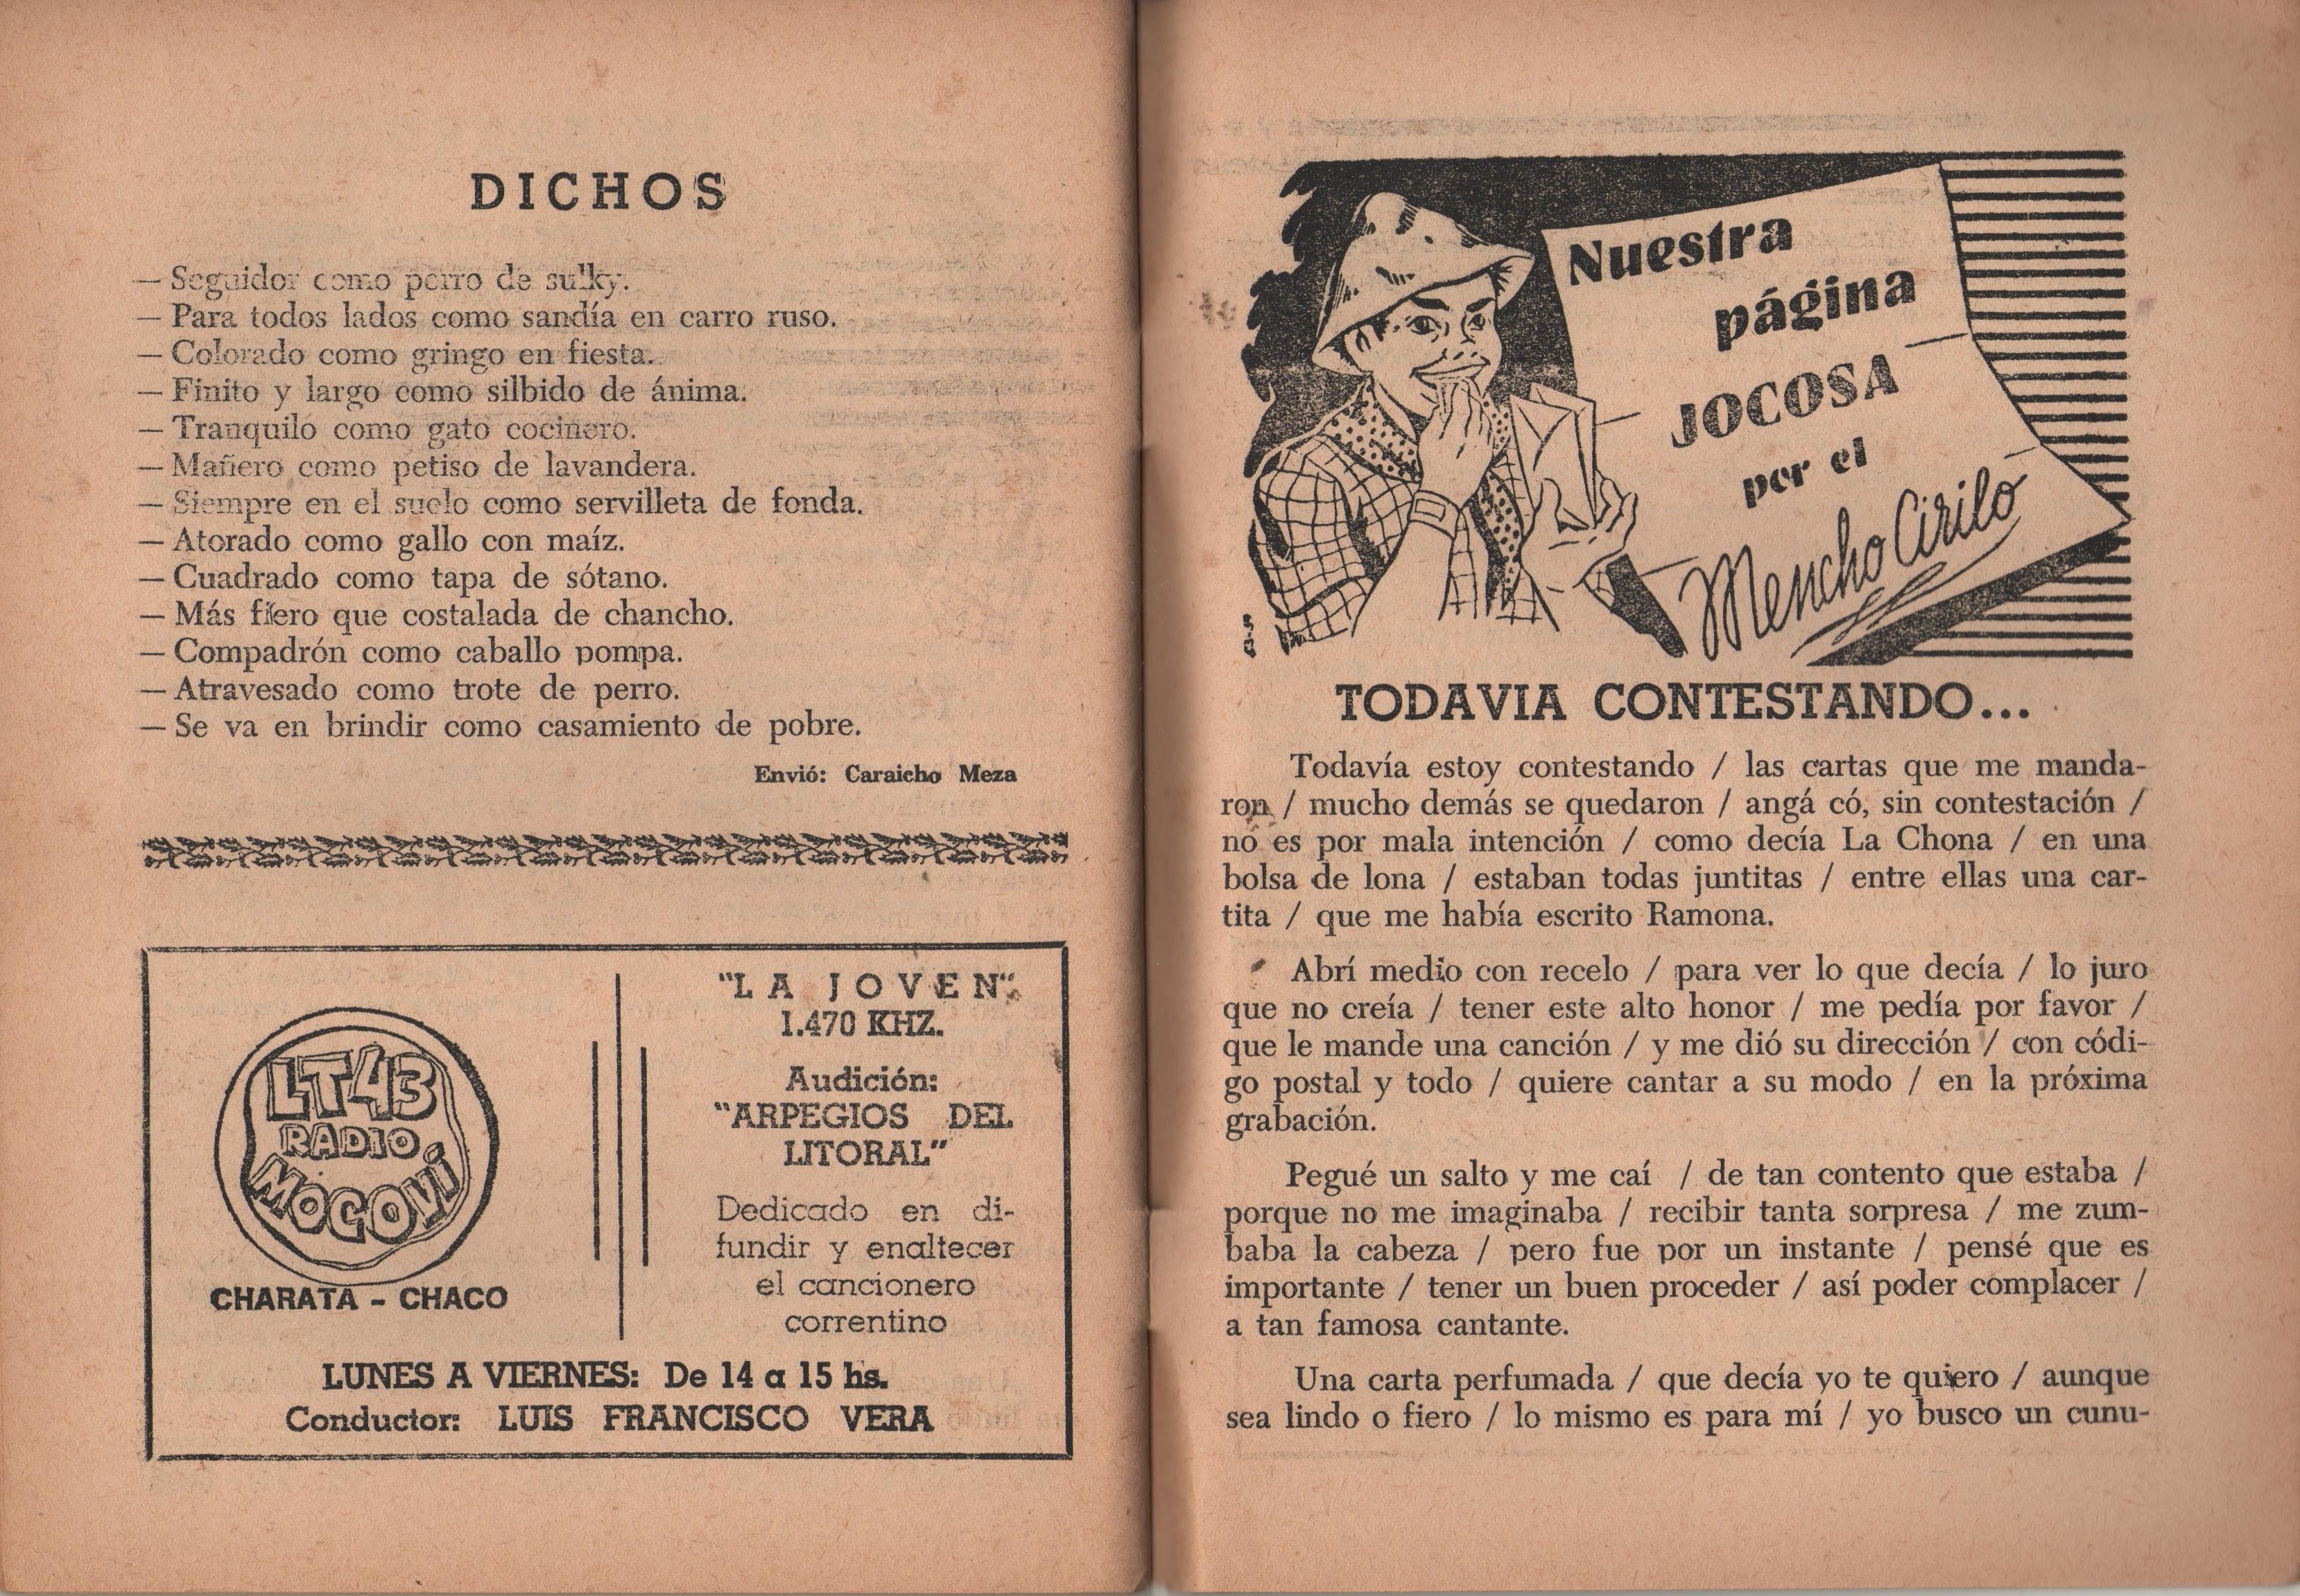 DICHOS
— Seguidor como perro de sulky.
— Para todos lados como sandía en carro ruso.
— Colorado como gringo en fiesta.
— Finito y largo como silbido de ánima.
— Tranquilo como gato cocinero.
— Mañero como petiso de lavandera.
— Siempre en el suelo como servilleta de fonda.
— Atorado como gallo con maíz.
— Cuadrado como tapa de sótano.
— Más fiero que costalada de chancho.
— Compadrón como caballo pompa.
— Atravesado como trote de perro.
— Se va en brindir como casamiento de pobre.
Envió: Caraicho Meza
LT43
RADIO
MOCOVÍ
CHARATA - CHACO
"LA JOVEN"
1.470 KHZ.
Audición:
"ARPEGIOS DEL
LITORAL"
Dedicado en di-
fundir y enaltecer
el cancionero
correntino
LUNES A VIERNES: De 14 a 15 hs.
Conductor: LUIS FRANCISCO VERA
Nuestra
página
JOCOSA
por el
Mencho Cirilo
TODAVIA CONTESTANDO...
Todavía estoy contestando / las cartas que me manda-
ron / mucho demás se quedaron / angá có, sin contestación /
no es por mala intención / como decía La Chona / en una
bolsa de lona / estaban todas juntitas / entre ellas una car-
tita / que me había escrito Ramona.
Abrí medio con recelo / para ver lo que decía / lo juro
que no creía / tener este alto honor / me pedía por favor /
que le mande una canción / y me dió su dirección / con códi-
go postal y todo / quiere cantar a su modo / en la próxima
grabación.
Pegué un salto y me caí / de tan contento que estaba /
porque no me imaginaba / recibir tanta sorpresa / me zum-
baba la cabeza / pero fue por un instante / pensé que es
importante / tener un buen proceder / así poder complacer /
a tan famosa cantante.
Una carta perfumada / que decía yo te quiero / aunque
sea lindo o fiero / lo mismo es para mí / yo busco un cunu-